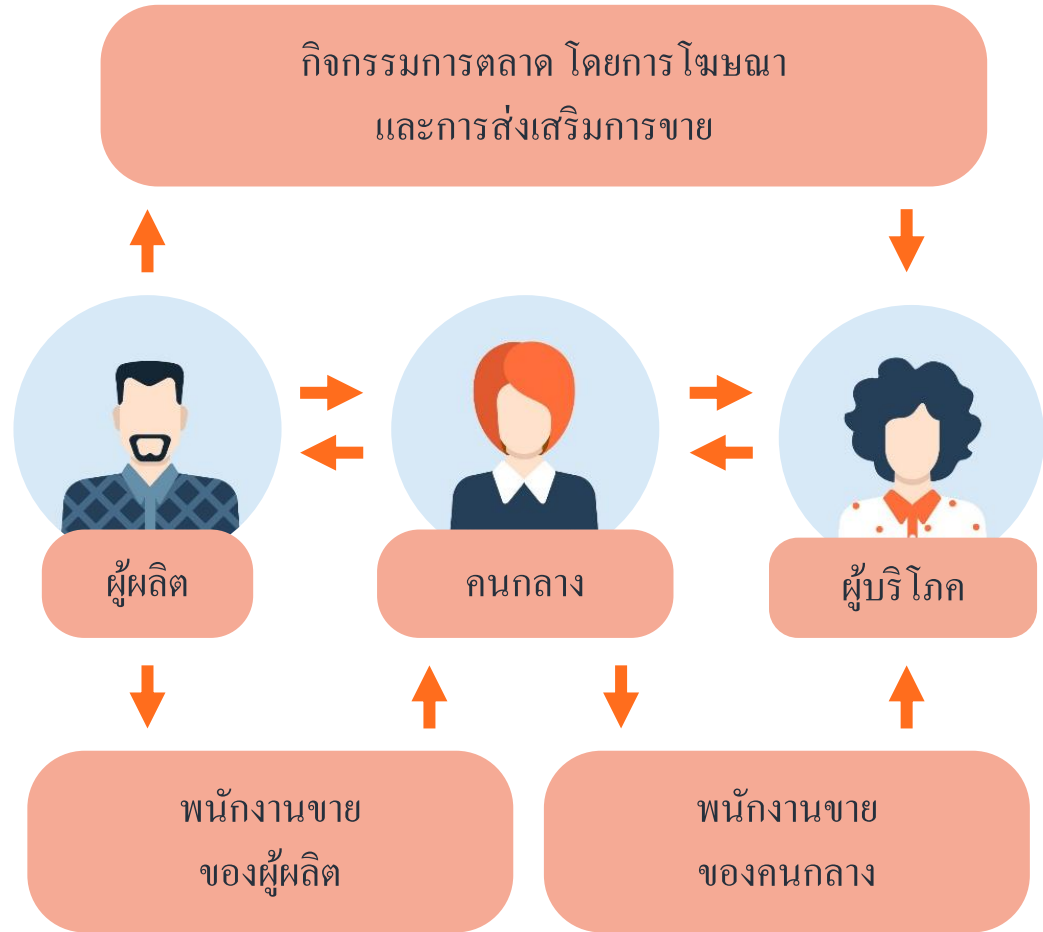 กิจกรรมการตลาด โดยการโฆษณา
และการส่งเสริมการขาย
ผู้ผลิต
คนกลาง
ผู้บริโภค
พนักงานขาย
ของผู้ผลิต
พนักงานขาย
ของคนกลาง